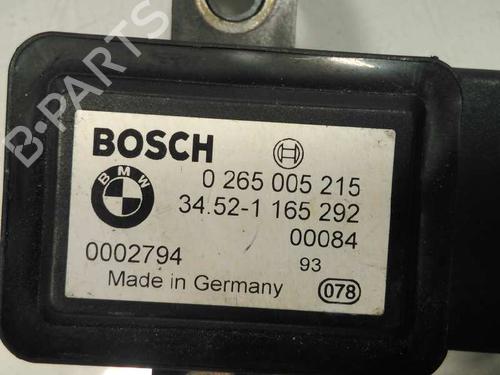 B-PARTS
BOSCH
BMW
0 265 005 215
34.52-1 165 292
00084
0002794
93
Made in Germany
078